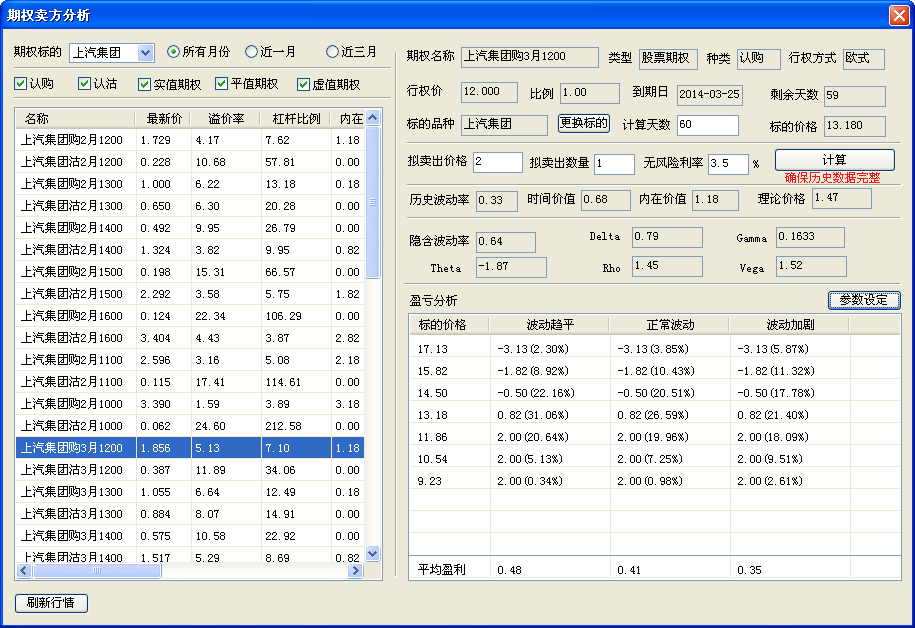 期权卖方分析
期权标的 上汽集团 所有月份 近一月 近三月
认购 认沽 实值期权 平值期权 虚值期权
名称 最新价 溢价率 杠杆比例 内在
上汽集团购2月1200 1.729 4.17 7.62 1.18
上汽集团沽2月1200 0.228 10.68 57.81 0.00
上汽集团购2月1300 1.000 6.22 13.18 0.18
上汽集团沽2月1300 0.650 6.30 20.28 0.00
上汽集团购2月1400 0.492 9.95 26.79 0.00
上汽集团沽2月1400 1.324 3.82 9.95 0.82
上汽集团购2月1500 0.198 15.31 66.57 0.00
上汽集团沽2月1500 2.292 3.58 5.75 1.82
上汽集团购2月1600 0.124 22.34 106.29 0.00
上汽集团沽2月1600 3.404 4.43 3.87 2.82
上汽集团购2月1100 2.596 3.16 5.08 2.18
上汽集团沽2月1100 0.115 17.41 114.61 0.00
上汽集团购2月1000 3.390 1.59 3.89 3.18
上汽集团沽2月1000 0.062 24.60 212.58 0.00
上汽集团购3月1200 1.856 5.13 7.10 1.18
上汽集团沽3月1200 0.387 11.89 34.06 0.00
上汽集团购3月1300 1.055 6.64 12.49 0.18
上汽集团沽3月1300 0.884 8.07 14.91 0.00
上汽集团购3月1400 0.575 10.58 22.92 0.00
上汽集团沽3月1400 1.517 5.29 8.69 0.82
刷新行情
期权名称 上汽集团购3月1200 类型 股票期权 种类 认购 行权方式 欧式
行权价 12.000 比例 1.00 到期日 2014-03-25 剩余天数 59
标的品种 上汽集团 更换标的 计算天数 60 标的价格 13.180
拟卖出价格 2 拟卖出数量 1 无风险利率 3.5 % 计算
确保历史数据完整
历史波动率 0.33 时间价值 0.68 内在价值 1.18 理论价格 1.47
隐含波动率 0.64 Delta 0.79 Gamma 0.1633
Theta -1.87 Rho 1.45 Vega 1.52
盈亏分析 参数设定
标的价格 波动趋平 正常波动 波动加剧
17.13 -3.13(2.30%) -3.13(3.85%) -3.13(5.87%)
15.82 -1.82(8.92%) -1.82(10.43%) -1.82(11.32%)
14.50 -0.50(22.16%) -0.50(20.51%) -0.50(17.78%)
13.18 0.82(31.06%) 0.82(26.59%) 0.82(21.40%)
11.86 2.00(20.64%) 2.00(19.96%) 2.00(18.09%)
10.54 2.00(5.13%) 2.00(7.25%) 2.00(9.51%)
9.23 2.00(0.34%) 2.00(0.98%) 2.00(2.61%)
平均盈利 0.48 0.41 0.35